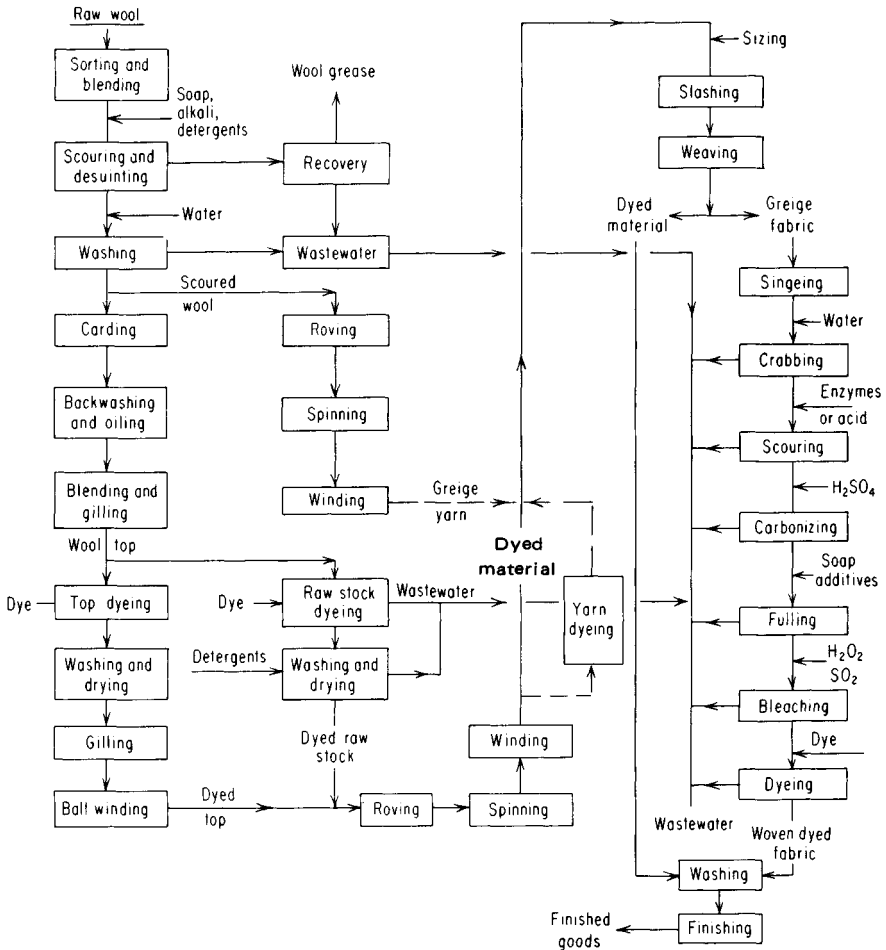 Raw wool
Sorting and
blending
Soap,
alkali,
detergents
Scouring and
desuinting
Water
Washing
Wool grease
Recovery
Wastewater
Scoured
wool
Carding
Backwashing
and oiling
Blending and
gilling
Wool top
Roving
Spinning
Winding
Greige
yarn
Dye
Top dyeing
Washing and
drying
Gilling
Ball winding
Dyed
top
Dye
Raw stock
dyeing
Wastewater
Detergents
Washing and
drying
Dyed raw
stock
Roving
Spinning
Winding
Dyed
material
Yarn
dyeing
Sizing
Slashing
Weaving
Dyed
material
Greige
fabric
Singeing
Water
Crabbing
Enzymes
or acid
Scouring
H₂SO₄
Carbonizing
Soap
additives
Fulling
H₂O₂
SO₂
Bleaching
Dye
Dyeing
Wastewater
Woven dyed
fabric
Washing
Finishing
Finished
goods